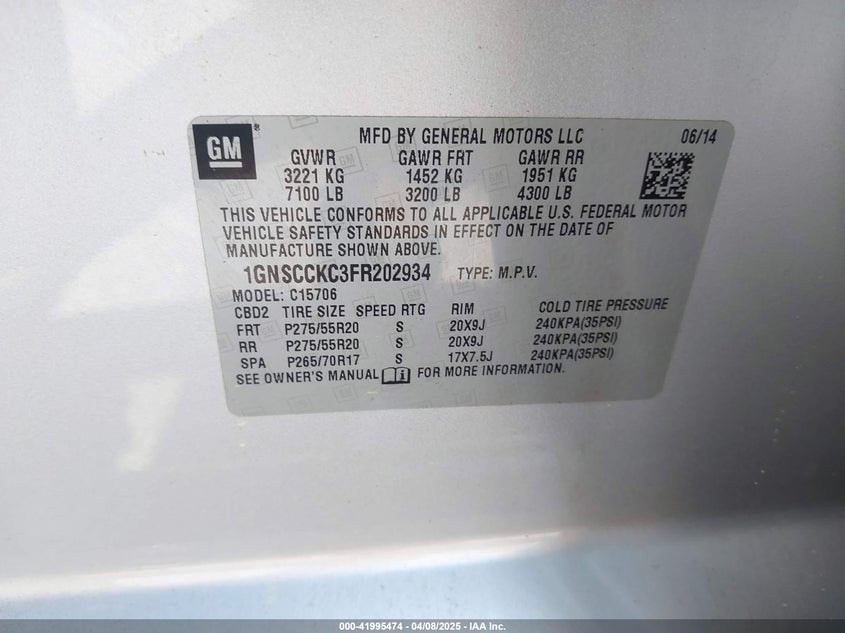 GM
MFD BY GENERAL MOTORS LLC 06/14
GVWR GAWR FRT GAWR RR
3221 KG 1452 KG 1951 KG
7100 LB 3200 LB 4300 LB
THIS VEHICLE CONFORMS TO ALL APPLICABLE U.S. FEDERAL MOTOR
VEHICLE SAFETY STANDARDS IN EFFECT ON THE DATE OF
MANUFACTURE SHOWN ABOVE.
1GNSCCKC3FR202934 TYPE: M.P.V.
MODEL: C15706
CBD2 TIRE SIZE SPEED RTG RIM COLD TIRE PRESSURE
FRT P275/55R20 S 20X9J 240KPA(35PSI)
RR P275/55R20 S 20X9J 240KPA(35PSI)
SPA P265/70R17 S 17X7.5J 240KPA(35PSI)
SEE OWNER'S MANUAL FOR MORE INFORMATION.
000-41995474 | 04/08/2025 | IAA Inc.